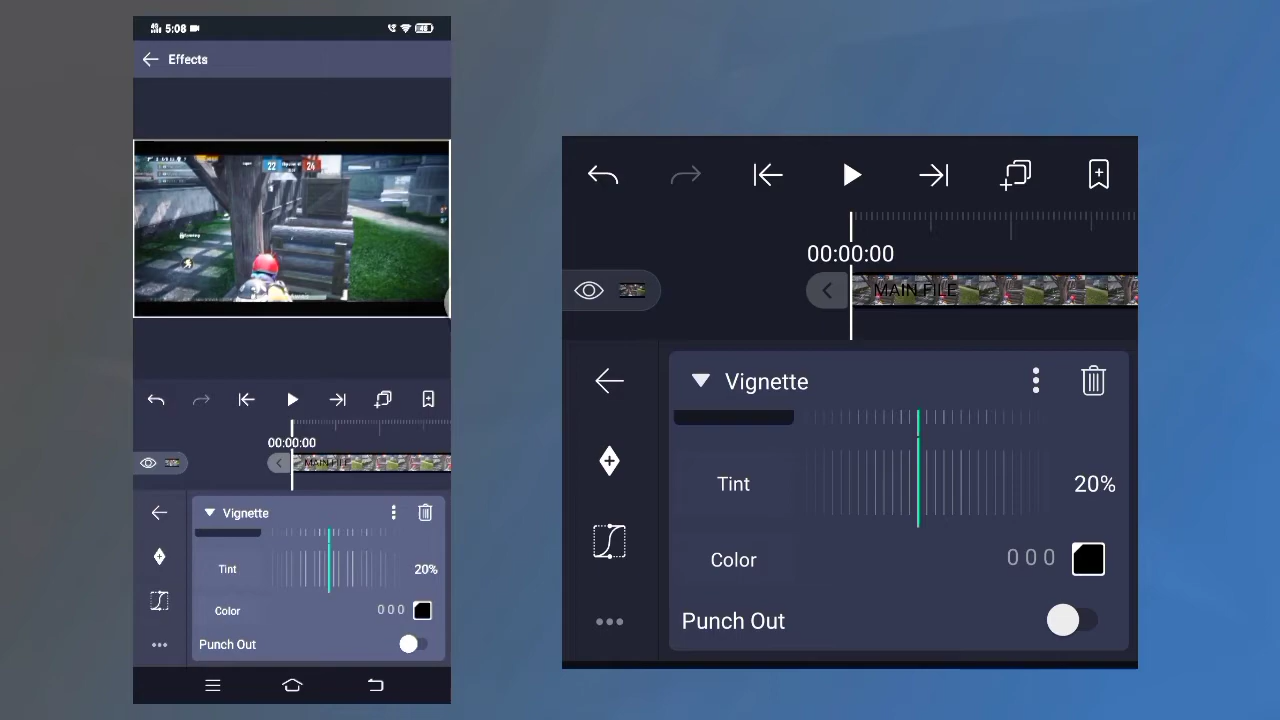 5:08
Effects
22
24
00:00:00
MAIN FILE
Vignette
Tint
20%
Color
0 0 0
Punch Out
00:00:00
MAIN FILE
Vignette
Tint
20%
Color
0 0 0
Punch Out